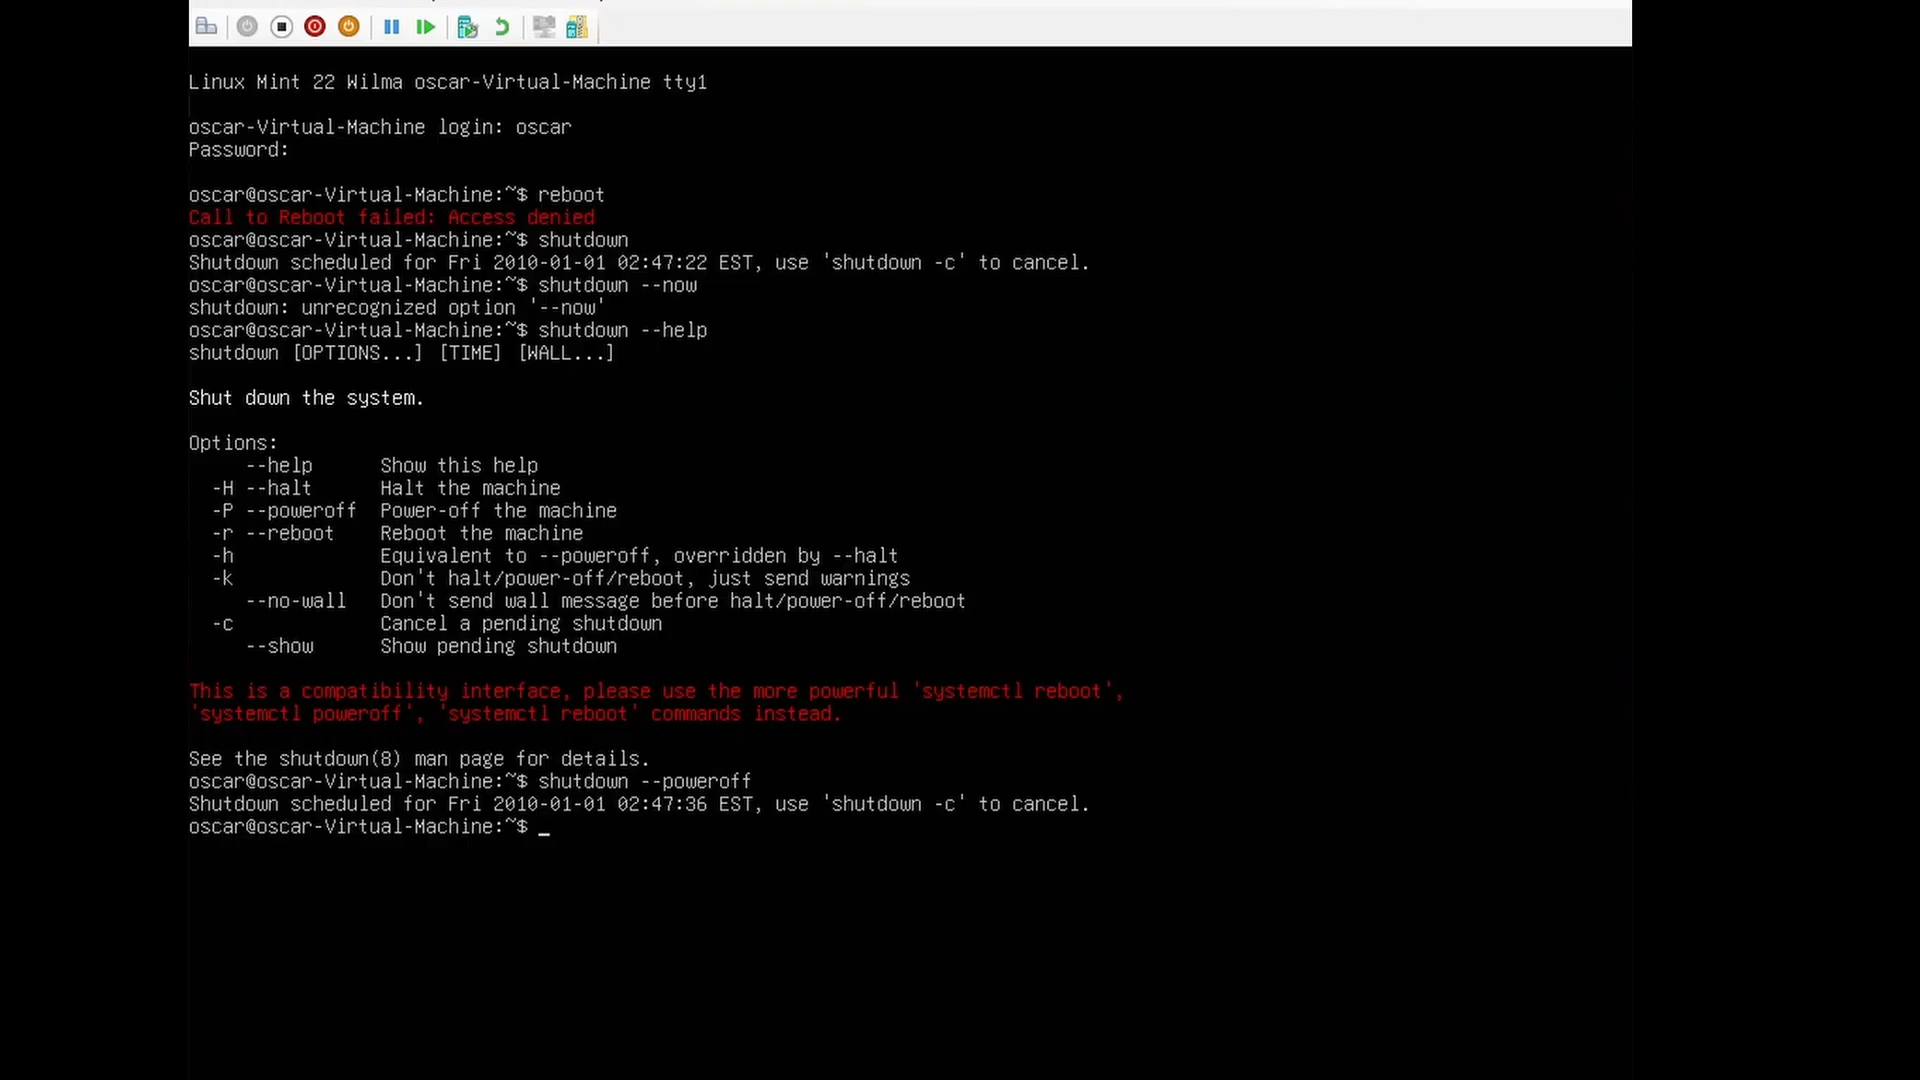 Linux Mint 22 Wilma oscar-Virtual-Machine tty1
oscar-Virtual-Machine login: oscar
Password:
oscar@oscar-Virtual-Machine:~$ reboot
Call to Reboot failed: Access denied
oscar@oscar-Virtual-Machine:~$ shutdown
Shutdown scheduled for Fri 2010-01-01 02:47:22 EST, use 'shutdown -c' to cancel.
oscar@oscar-Virtual-Machine:~$ shutdown --now
shutdown: unrecognized option '--now'
oscar@oscar-Virtual-Machine:~$ shutdown --help
shutdown [OPTIONS...] [TIME] [WALL...]
Shut down the system.
Options:
     --help      Show this help
  -H --halt      Halt the machine
  -P --poweroff  Power-off the machine
  -r --reboot    Reboot the machine
  -h             Equivalent to --poweroff, overridden by --halt
  -k             Don't halt/power-off/reboot, just send warnings
     --no-wall   Don't send wall message before halt/power-off/reboot
  -c             Cancel a pending shutdown
     --show      Show pending shutdown
This is a compatibility interface, please use the more powerful 'systemctl reboot',
'systemctl poweroff', 'systemctl reboot' commands instead.
See the shutdown(8) man page for details.
oscar@oscar-Virtual-Machine:~$ shutdown --poweroff
Shutdown scheduled for Fri 2010-01-01 02:47:36 EST, use 'shutdown -c' to cancel.
oscar@oscar-Virtual-Machine:~$ _